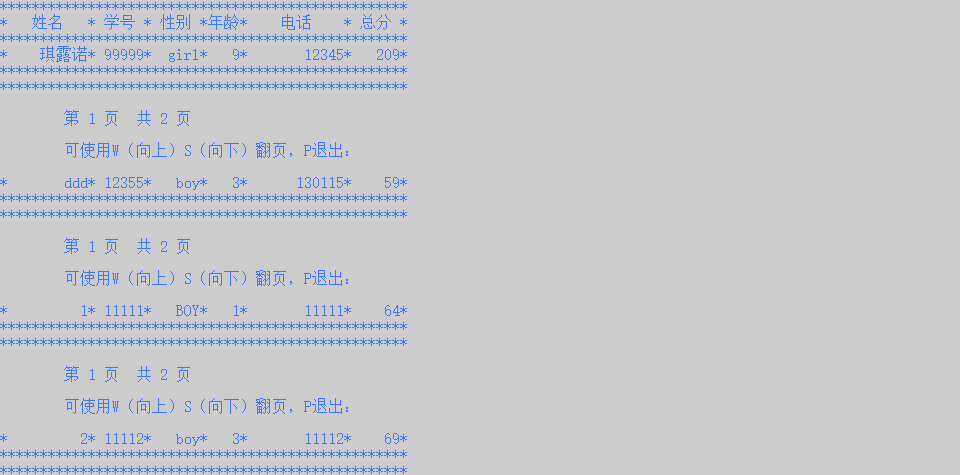 ***************************************************
*   姓名   * 学号 * 性别 *年龄*    电话    * 总分 *
***************************************************
*    琪露诺* 99999*  girl*   9*       12345*   209*
***************************************************
***************************************************
第 1 页  共 2 页
可使用W（向上）S（向下）翻页，P退出：
*       ddd* 12355*   boy*   3*      130115*    59*
***************************************************
***************************************************
第 1 页  共 2 页
可使用W（向上）S（向下）翻页，P退出：
*         1* 11111*   BOY*   1*       11111*    64*
***************************************************
***************************************************
第 1 页  共 2 页
可使用W（向上）S（向下）翻页，P退出：
*         2* 11112*   boy*   3*       11112*    69*
***************************************************
***************************************************